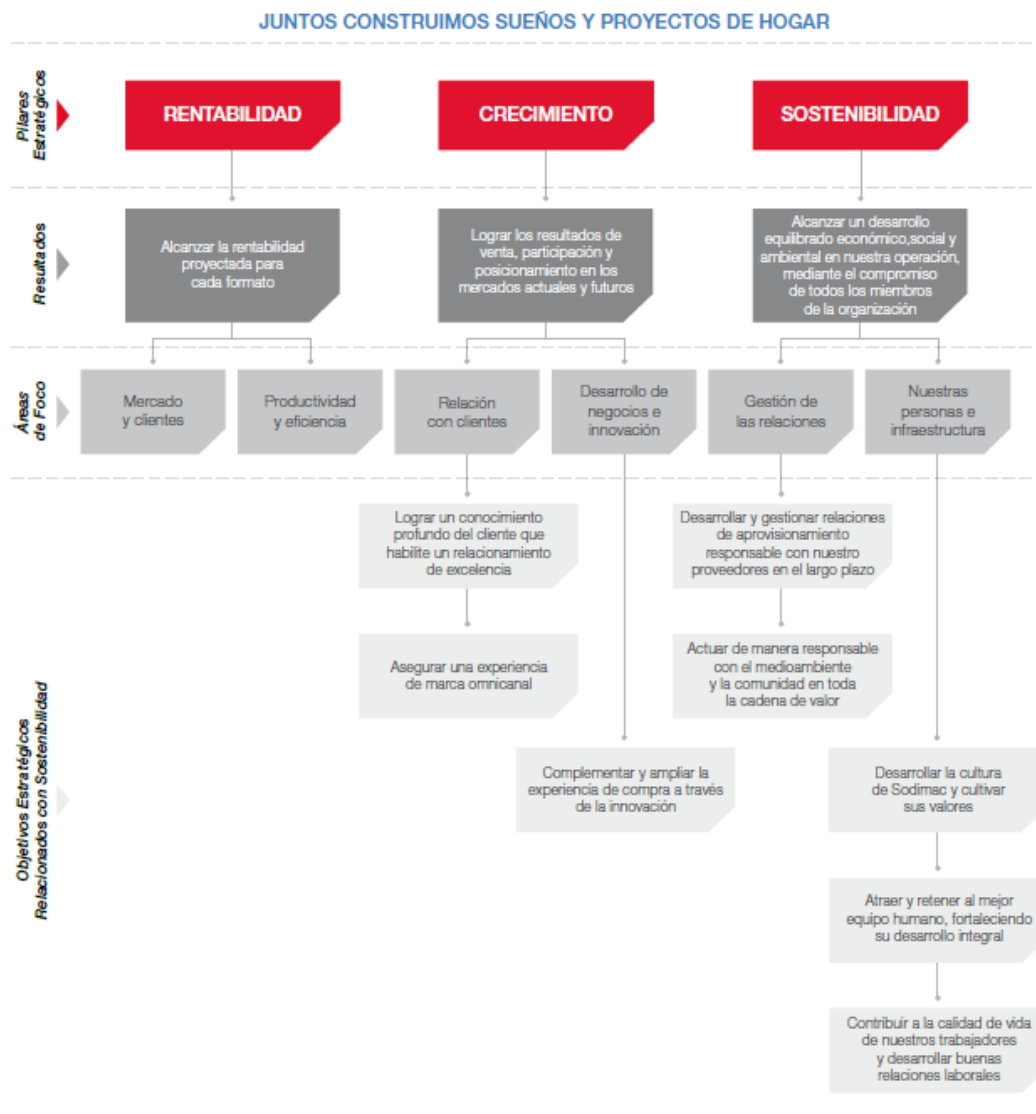 JUNTOS CONSTRUIMOS SUEÑOS Y PROYECTOS DE HOGAR
Pilares
Estratégicos
RENTABILIDAD
CRECIMIENTO
SOSTENIBILIDAD
Resultados
Alcanzar la rentabilidad
proyectada para
cada formato
Lograr los resultados de
venta, participación y
posicionamiento en los
mercados actuales y futuros
Alcanzar un desarrollo
equilibrado económico,social y
ambiental en nuestra operación,
mediante el compromiso
de todos los miembros
de la organización
Áreas
de Foco
Mercado
y clientes
Productividad
y eficiencia
Relación
con clientes
Desarrollo de
negocios e
innovación
Gestión de
las relaciones
Nuestras
personas e
infraestructura
Objetivos Estratégicos
Relacionados con Sostenibilidad
Lograr un conocimiento
profundo del cliente que
habilite un relacionamiento
de excelencia
Desarrollar y gestionar relaciones
de aprovisionamiento
responsable con nuestro
proveedores en el largo plazo
Asegurar una experiencia
de marca omnicanal
Actuar de manera responsable
con el medioambiente
y la comunidad en toda
la cadena de valor
Complementar y ampliar la
experiencia de compra a través
de la innovación
Desarrollar la cultura
de Sodimac y cultivar
sus valores
Atraer y retener al mejor
equipo humano, fortaleciendo
su desarrollo integral
Contribuir a la calidad de vida
de nuestros trabajadores
y desarrollar buenas
relaciones laborales